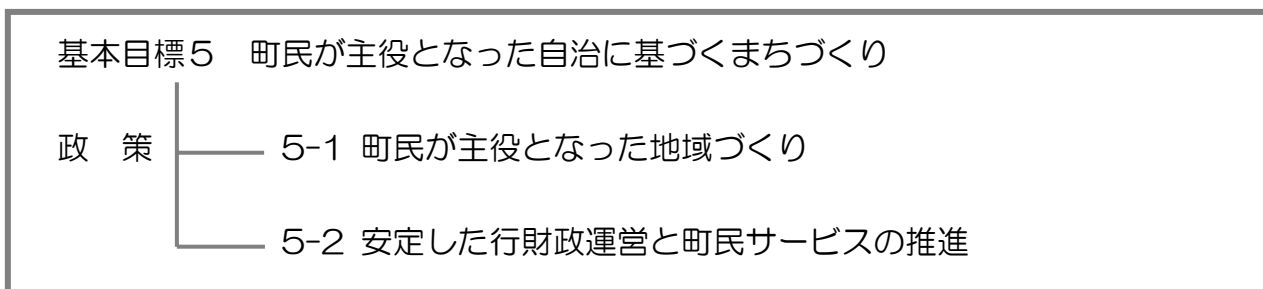 基本目標５　町民が主役となった自治に基づくまちづくり
政　策　5-1 町民が主役となった地域づくり
5-2 安定した行財政運営と町民サービスの推進